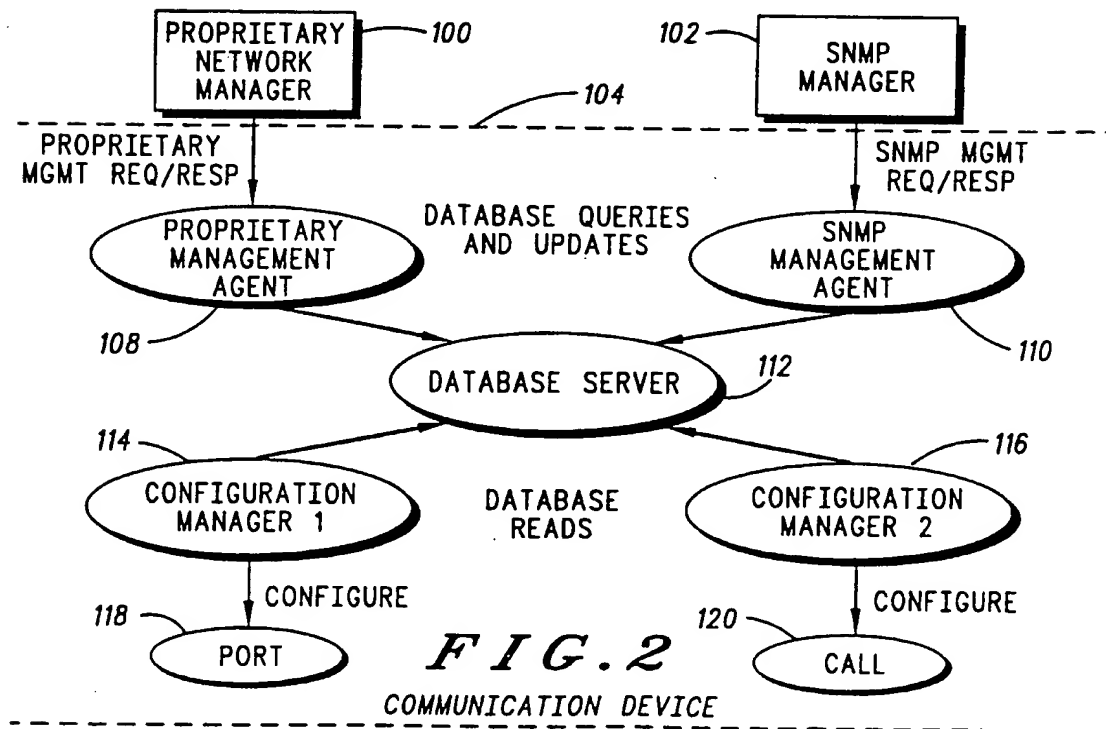 PROPRIETARY
NETWORK
MANAGER
100
102
SNMP
MANAGER
104
PROPRIETARY
MGMT REQ/RESP
SNMP MGMT
REQ/RESP
DATABASE QUERIES
AND UPDATES
PROPRIETARY
MANAGEMENT
AGENT
SNMP
MANAGEMENT
AGENT
108
110
DATABASE SERVER
112
114
116
CONFIGURATION
MANAGER 1
DATABASE
READS
CONFIGURATION
MANAGER 2
CONFIGURE
CONFIGURE
118
120
PORT
FIG.2
CALL
COMMUNICATION DEVICE